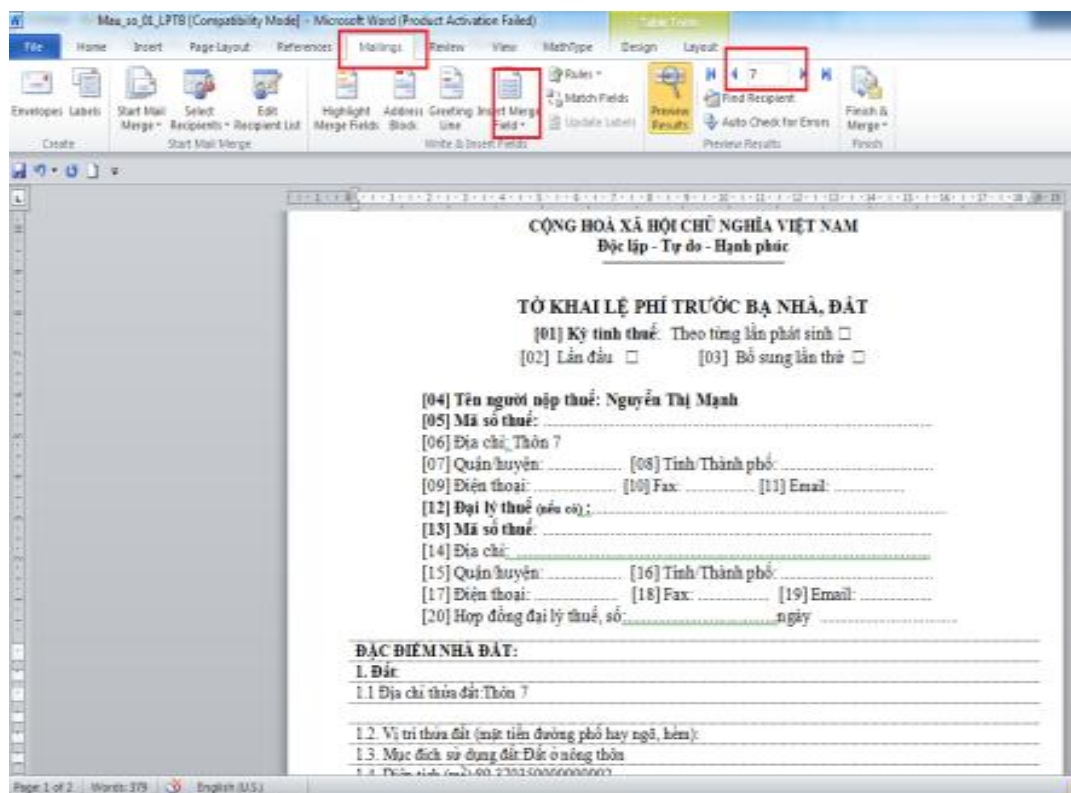 Mau_so_01_LPTB [Compatibility Mode] - Microsoft Word (Product Activation Failed)
Table Tools
File Home Insert Page Layout References Mailings Review View MathType Design Layout
Envelopes Labels
Start Mail Merge
Select Recipients
Edit Recipient List
Highlight Merge Fields
Address Block
Greeting Line
Insert Merge Field
Rules
Match Fields
Update Labels
Preview Results
7
Find Recipient
Auto Check for Errors
Finish & Merge
Create Start Mail Merge Write & Insert Fields Preview Results Finish
CỘNG HOÀ XÃ HỘI CHỦ NGHĨA VIỆT NAM
Độc lập - Tự do - Hạnh phúc
TỜ KHAI LỆ PHÍ TRƯỚC BẠ NHÀ, ĐẤT
[01] Kỳ tính thuế: Theo từng lần phát sinh □
[02] Lần đầu □ [03] Bổ sung lần thứ □
[04] Tên người nộp thuế: Nguyễn Thị Mạnh
[05] Mã số thuế:
[06] Địa chỉ: Thôn 7
[07] Quận/huyện: [08] Tỉnh/Thành phố:
[09] Điện thoại: [10] Fax: [11] Email:
[12] Đại lý thuế (nếu có) :
[13] Mã số thuế:
[14] Địa chỉ:
[15] Quận/huyện: [16] Tỉnh/Thành phố:
[17] Điện thoại: [18] Fax: [19] Email:
[20] Hợp đồng đại lý thuế, số: ngày
ĐẶC ĐIỂM NHÀ ĐẤT:
1. Đất:
1.1 Địa chỉ thửa đất:Thôn 7
1.2. Vị trí thửa đất (mặt tiền đường phố hay ngõ, hẻm):
1.3. Mục đích sử dụng đất:Đất ở nông thôn
Page: 1 of 2 Words: 379 English (U.S.)